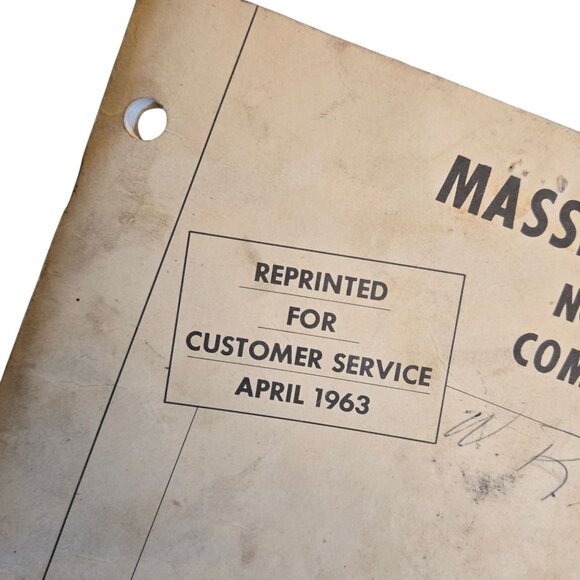 MASS
REPRINTED
FOR
CUSTOMER SERVICE
APRIL 1963
COM
W K